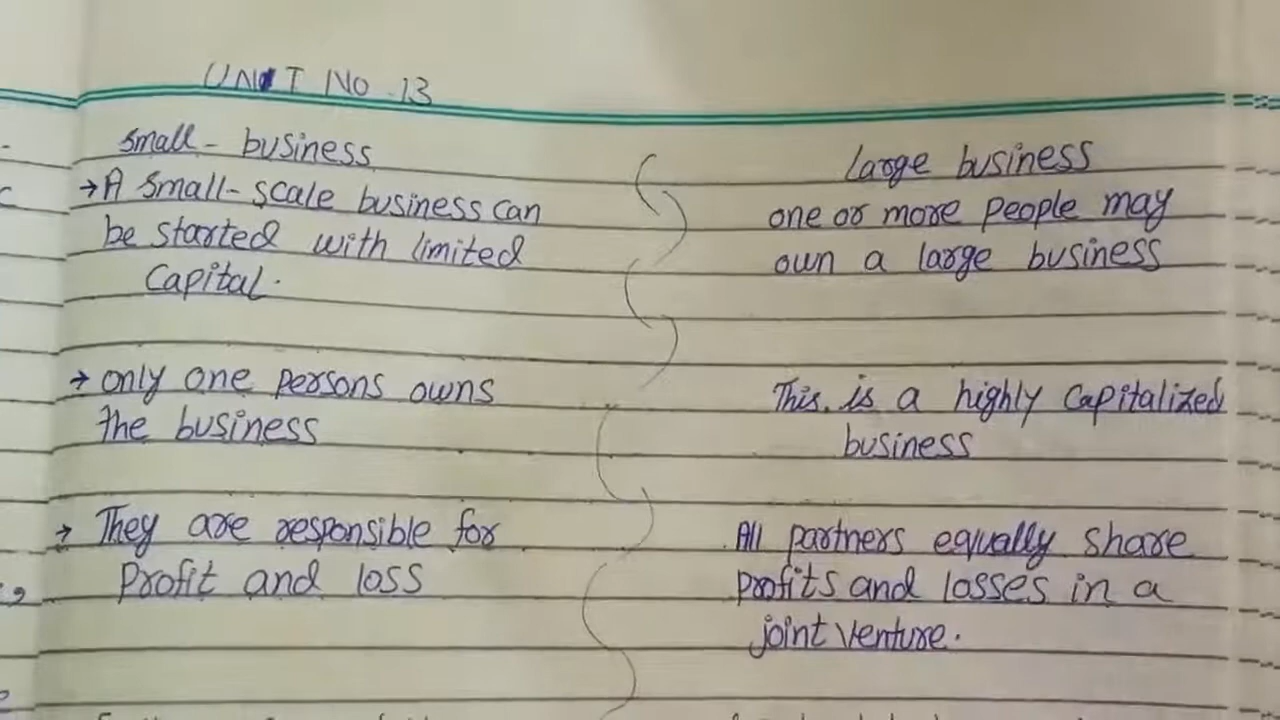 UNIT NO 13
Small - business
→ A Small-scale business can
be started with limited
Capital.
→ only one persons owns
the business
→ They are responsible for
Profit and loss
large business
one or more people may
own a large business
This. is a highly Capitalized
business
All partners equally share
profits and losses in a
joint venture.